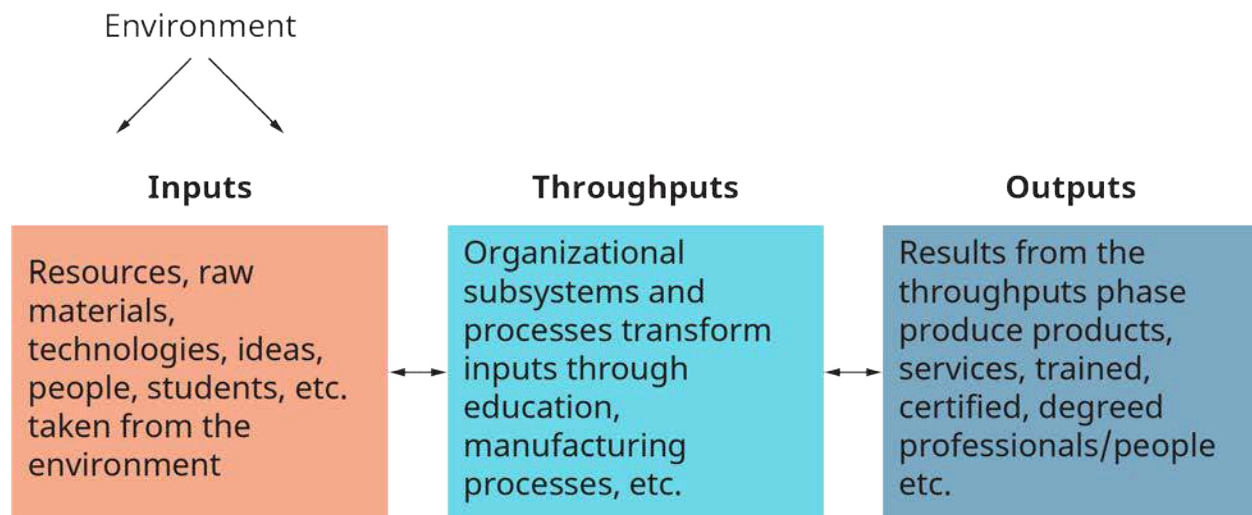 Environment
Inputs
Resources, raw
materials,
technologies, ideas,
people, students, etc.
taken from the
environment
Throughputs
Organizational
subsystems and
processes transform
inputs through
education,
manufacturing
processes, etc.
Outputs
Results from the
throughputs phase
produce products,
services, trained,
certified, degreed
professionals/people
etc.